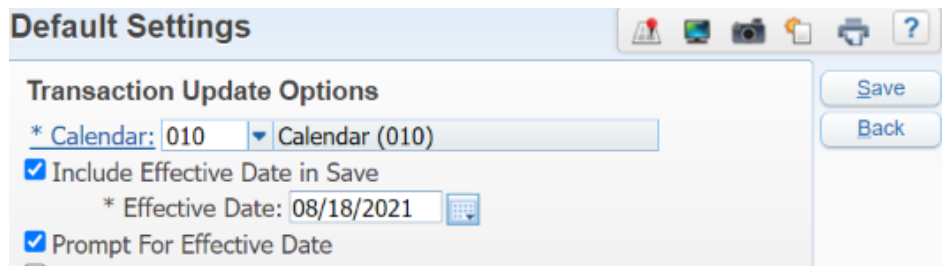 Default Settings
?
Transaction Update Options
Save
* Calendar: 010 Calendar (010)
Back
Include Effective Date in Save
* Effective Date: 08/18/2021
Prompt For Effective Date